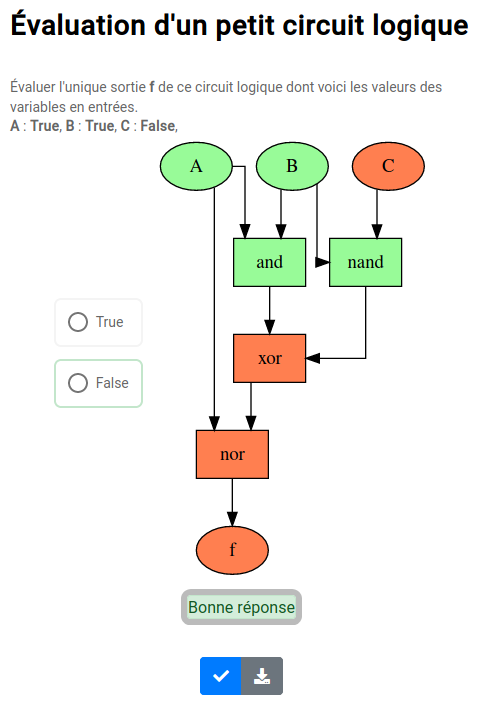 Évaluation d'un petit circuit logique
Évaluer l'unique sortie f de ce circuit logique dont voici les valeurs des
variables en entrées.
A : True, B : True, C : False,
A
B
C
and
nand
True
False
xor
nor
f
Bonne réponse